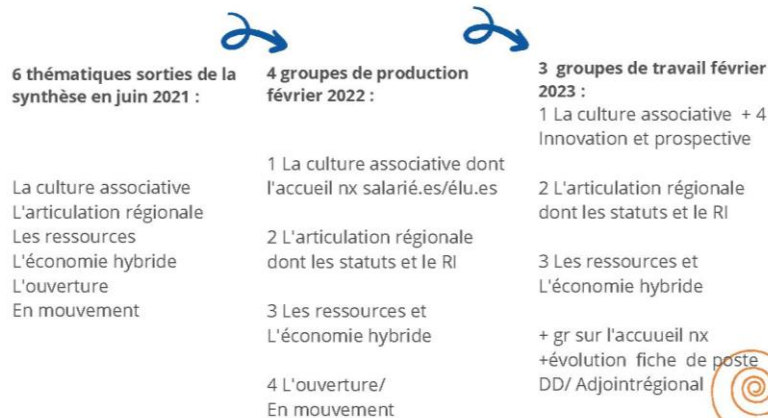 6 thématiques sorties de la
synthèse en juin 2021 :
La culture associative
L'articulation régionale
Les ressources
L'économie hybride
L'ouverture
En mouvement
4 groupes de production
février 2022 :
1 La culture associative dont
l'accueil nx salarié.es/élu.es
2 L'articulation régionale
dont les statuts et le RI
3 Les ressources et
L'économie hybride
4 L'ouverture/
En mouvement
3 groupes de travail février
2023 :
1 La culture associative + 4
Innovation et prospective
2 L'articulation régionale
dont les statuts et le RI
3 Les ressources et
L'économie hybride
+ gr sur l'accuueil nx
+évolution fiche de poste
DD/ Adjointrégional